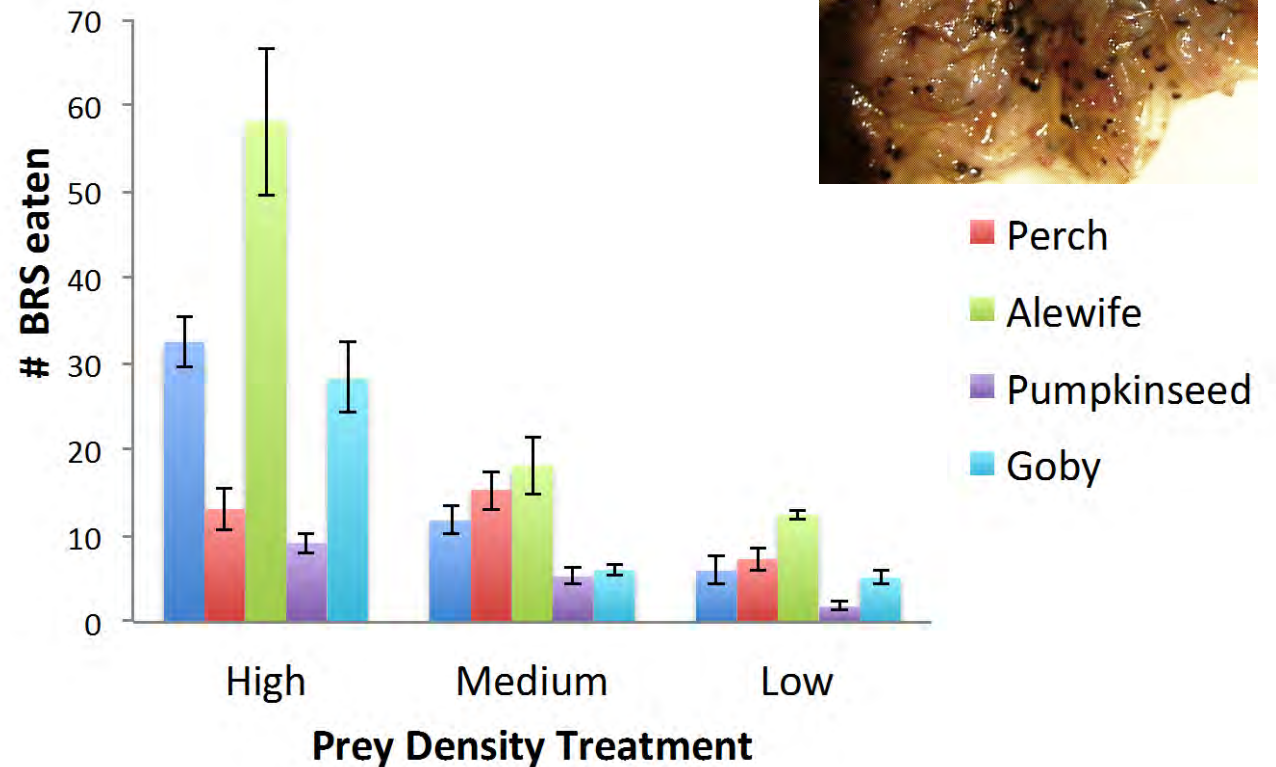 70
60
50
40
30
20
10
0
# BRS eaten
High Medium Low
Prey Density Treatment
Perch
Alewife
Pumpkinseed
Goby